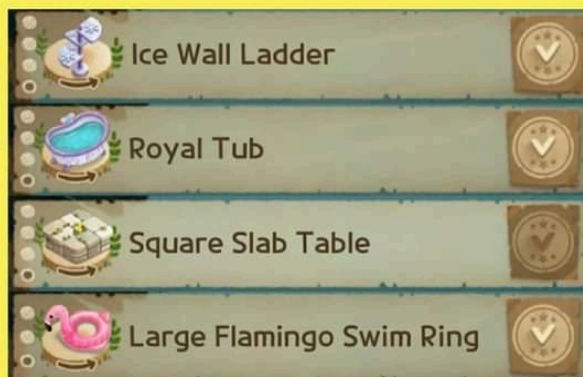 Ice Wall Ladder
Royal Tub
Square Slab Table
Large Flamingo Swim Ring